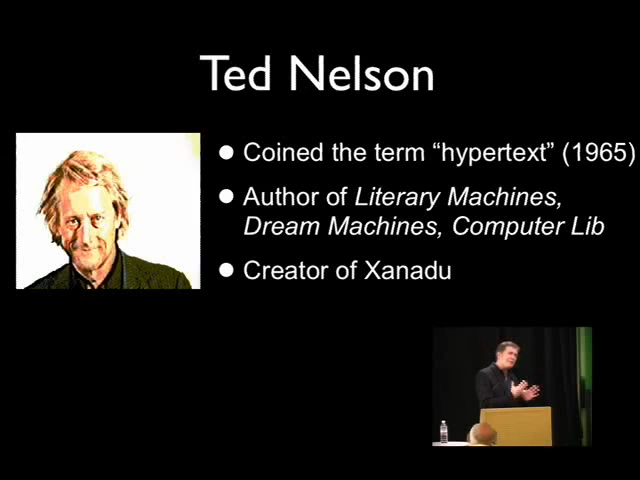 Ted Nelson
● Coined the term “hypertext” (1965)
● Author of Literary Machines,
Dream Machines, Computer Lib
● Creator of Xanadu